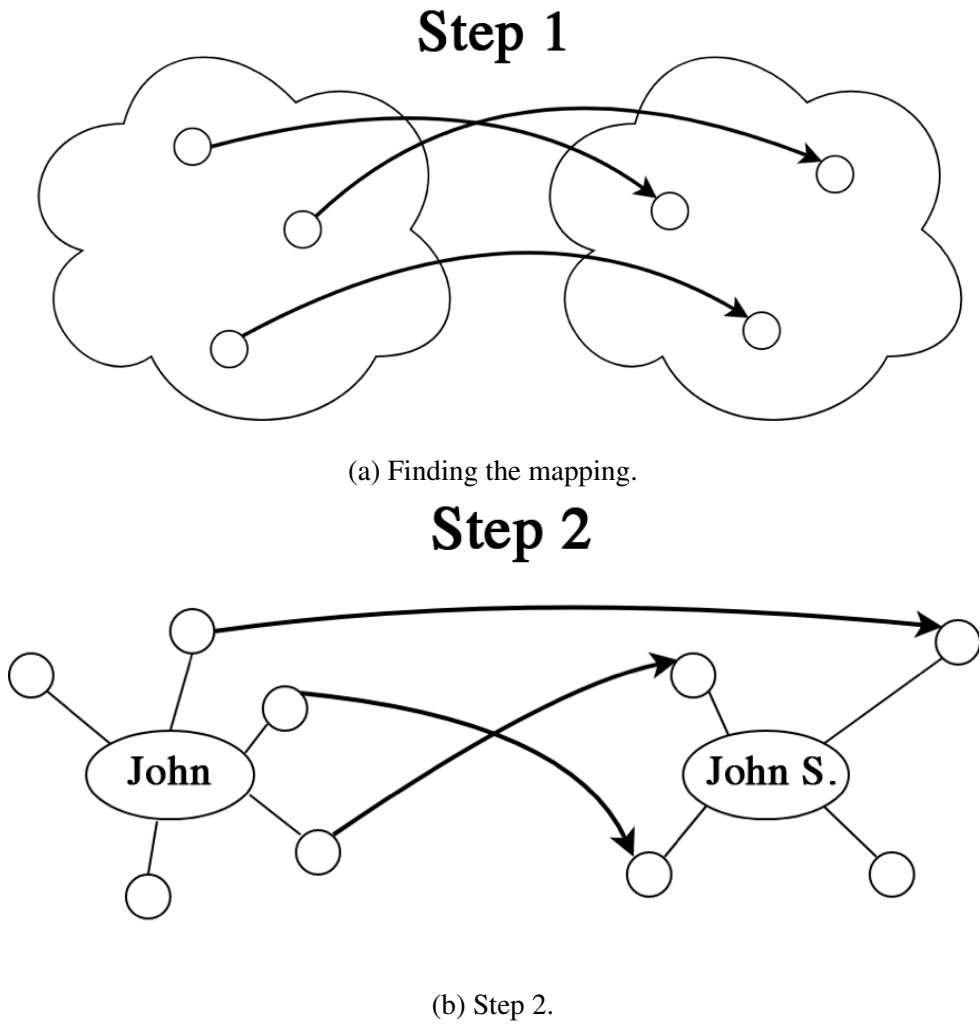 Step 1
(a) Finding the mapping.
Step 2
John
John S.
(b) Step 2.